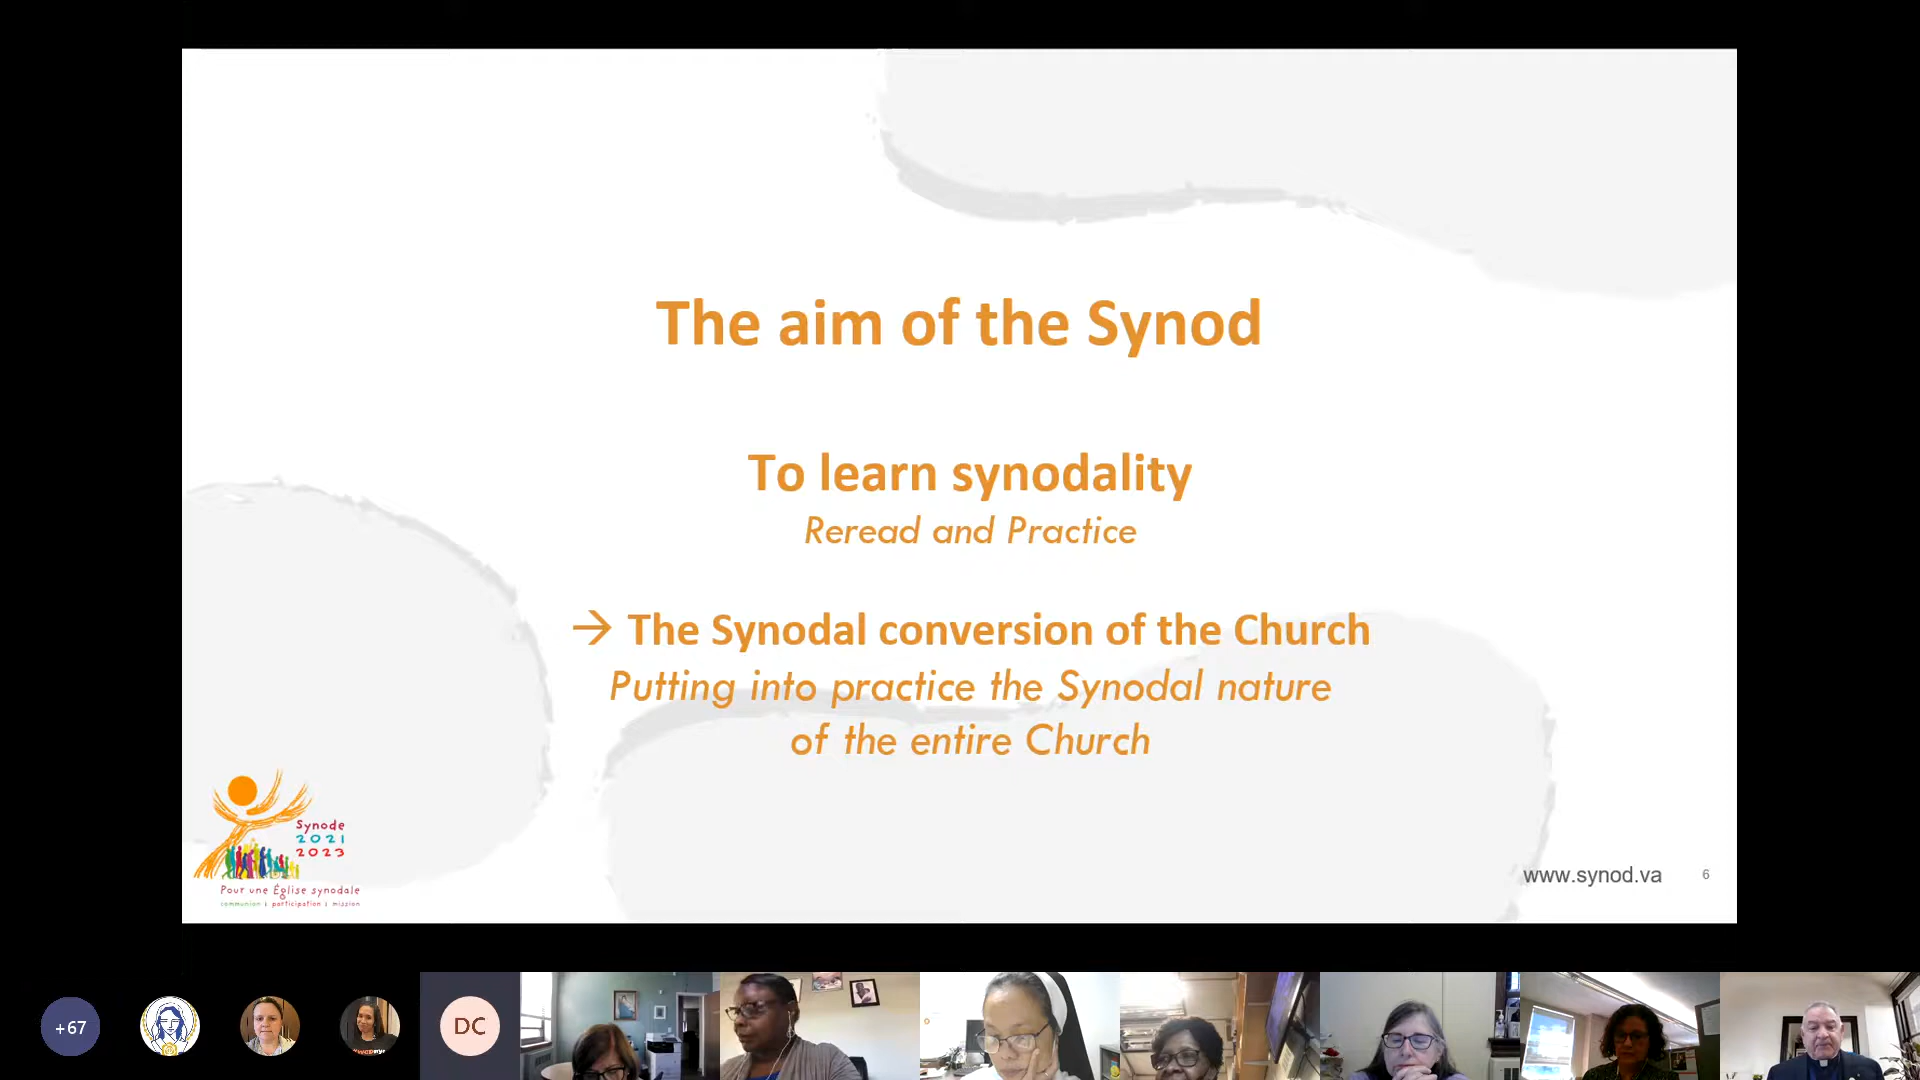 The aim of the Synod
To learn synodality
Reread and Practice
→ The Synodal conversion of the Church
Putting into practice the Synodal nature
of the entire Church
Synode
2021
2023
Pour une Église synodale
communion | participation | mission
www.synod.va
6
+67
DC